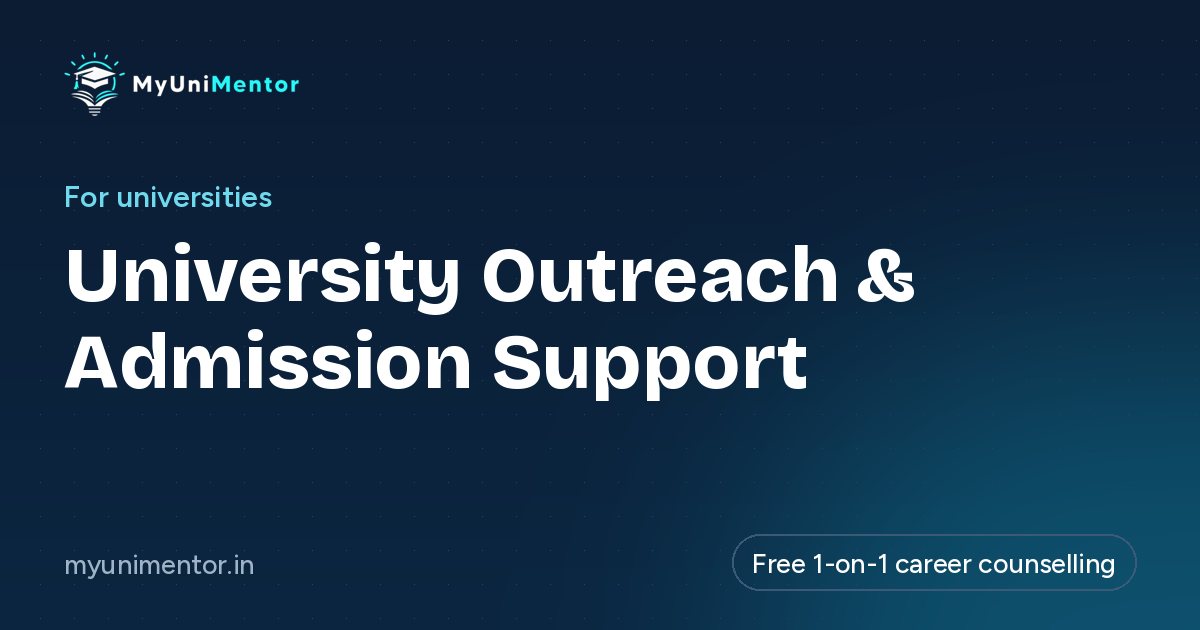 MyUniMentor
For universities
University Outreach &
Admission Support
myunimentor.in
Free 1-on-1 career counselling